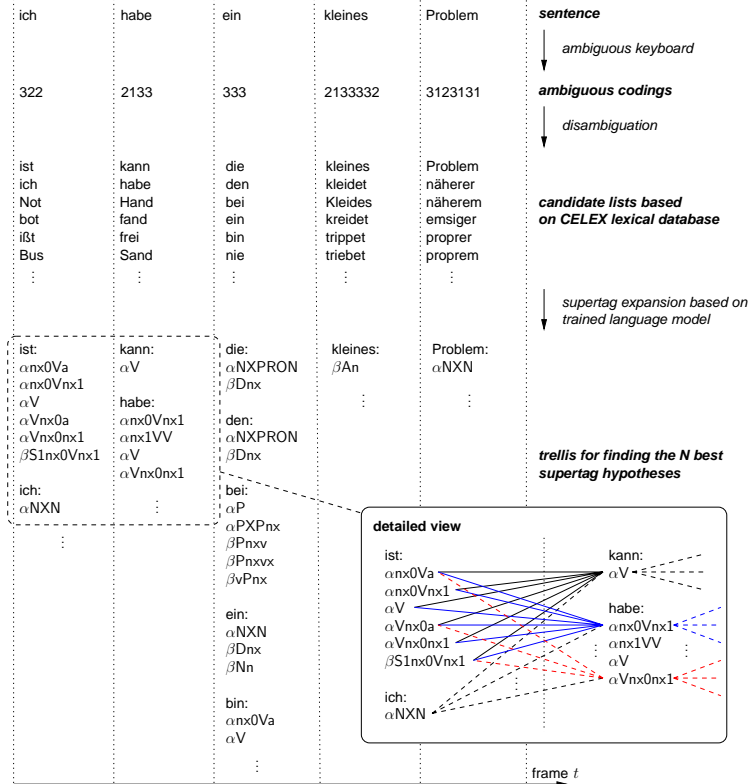 ich habe ein kleines Problem sentence
ambiguous keyboard
322 2133 333 2133332 3123131 ambiguous codings
disambiguation
ist kann die kleines Problem
ich habe den kleidet näherer
Not Hand bei Kleides näherem candidate lists based
bot fand ein kreidet emsiger on CELEX lexical database
ißt frei bin trippet proprer
Bus Sand nie triebet proprem
⋮ ⋮ ⋮ ⋮ ⋮
supertag expansion based on
trained language model
ist: kann: die: kleines: Problem:
αnx0Va αV αNXPRON βAn αNXN
αnx0Vnx1 βDnx
αV habe: ⋮ ⋮
αVnx0a αnx0Vnx1 den:
αVnx0nx1 αnx1VV αNXPRON
βS1nx0Vnx1 αV βDnx trellis for finding the N best
αVnx0nx1 supertag hypotheses
ich: bei:
αNXN ⋮ αP
⋮ αPXPnx
βPnxv
βPnxvx
βvPnx
ein:
αNXN
βDnx
βNn
bin:
αnx0Va
αV
⋮
detailed view
ist: kann:
αnx0Va αV
αnx0Vnx1
αV habe:
αVnx0a αnx0Vnx1
αVnx0nx1 ⋮ αnx1VV ⋮
βS1nx0Vnx1 αV
⋮ αVnx0nx1
ich:
αNXN
frame t